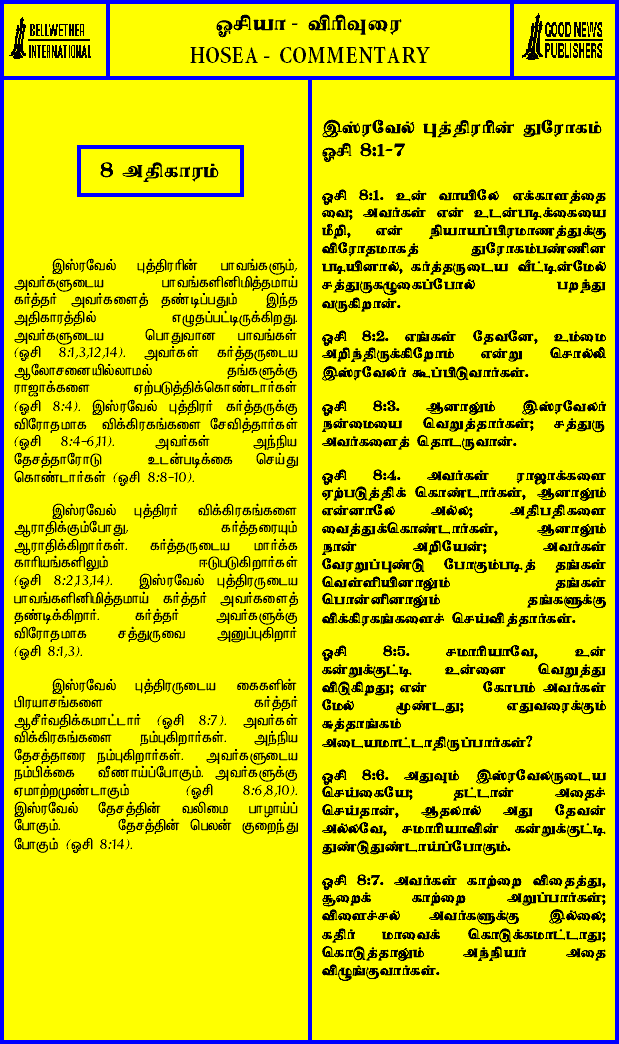 BELLWETHER
INTERNATIONAL
ஓசியா - விரிவுரை
HOSEA - COMMENTARY
GOOD NEWS
PUBLISHERS
8 அதிகாரம்
இஸ்ரவேல் புத்திரரின் பாவங்களும்,
அவர்களுடைய பாவங்களினிமித்தமாய்
கர்த்தர் அவர்களைத் தண்டிப்பதும் இந்த
அதிகாரத்தில் எழுதப்பட்டிருக்கிறது.
அவர்களுடைய பொதுவான பாவங்கள்
(ஓசி 8:1,3,12,14). அவர்கள் கர்த்தருடைய
ஆலோசனையில்லாமல் தங்களுக்கு
ராஜாக்களை ஏற்படுத்திக்கொண்டார்கள்
(ஓசி 8:4). இஸ்ரவேல் புத்திரர் கர்த்தருக்கு
விரோதமாக விக்கிரகங்களை சேவித்தார்கள்
(ஓசி 8:4-6,11). அவர்கள் அந்நிய
தேசத்தாரோடு உடன்படிக்கை செய்து
கொண்டார்கள் (ஓசி 8:8-10).
இஸ்ரவேல் புத்திரர் விக்கிரகங்களை
ஆராதிக்கும்போது, கர்த்தரையும்
ஆராதிக்கிறார்கள். கர்த்தருடைய மார்க்க
காரியங்களிலும் ஈடுபடுகிறார்கள்
(ஓசி 8:2,13,14). இஸ்ரவேல் புத்திரருடைய
பாவங்களினிமித்தமாய் கர்த்தர் அவர்களைத்
தண்டிக்கிறார். கர்த்தர் அவர்களுக்கு
விரோதமாக சத்துருவை அனுப்புகிறார்
(ஓசி 8:1,3).
இஸ்ரவேல் புத்திரருடைய கைகளின்
பிரயாசங்களை கர்த்தர்
ஆசீர்வதிக்கமாட்டார் (ஓசி 8:7). அவர்கள்
விக்கிரகங்களை நம்புகிறார்கள். அந்நிய
தேசத்தாரை நம்புகிறார்கள். அவர்களுடைய
நம்பிக்கை வீணாய்ப்போகும். அவர்களுக்கு
ஏமாற்றமுண்டாகும் (ஓசி 8:6,8,10).
இஸ்ரவேல் தேசத்தின் வலிமை பாழாய்ப்
போகும். தேசத்தின் பெலன் குறைந்து
போகும் (ஓசி 8:14).
இஸ்ரவேல் புத்திரரின் துரோகம்
ஓசி 8:1-7
ஓசி 8:1. உன் வாயிலே எக்காளத்தை
வை; அவர்கள் என் உடன்படிக்கையை
மீறி, என் நியாயப்பிரமாணத்துக்கு
விரோதமாகத் துரோகம்பண்ணின
படியினால், கர்த்தருடைய வீட்டின்மேல்
சத்துருகழுகைப்போல் பறந்து
வருகிறான்.
ஓசி 8:2. எங்கள் தேவனே, உம்மை
அறிந்திருக்கிறோம் என்று சொல்லி
இஸ்ரவேலர் கூப்பிடுவார்கள்.
ஓசி 8:3. ஆனாலும் இஸ்ரவேலர்
நன்மையை வெறுத்தார்கள்; சத்துரு
அவர்களைத் தொடருவான்.
ஓசி 8:4. அவர்கள் ராஜாக்களை
ஏற்படுத்திக் கொண்டார்கள், ஆனாலும்
என்னாலே அல்ல; அதிபதிகளை
வைத்துக்கொண்டார்கள், ஆனாலும்
நான் அறியேன்; அவர்கள்
வேரறுப்புண்டு போகும்படித் தங்கள்
வெள்ளியினாலும் தங்கள்
பொன்னினாலும் தங்களுக்கு
விக்கிரகங்களைச் செய்வித்தார்கள்.
ஓசி 8:5. சமாரியாவே, உன்
கன்றுக்குட்டி உன்னை வெறுத்து
விடுகிறது; என் கோபம் அவர்கள்
மேல் மூண்டது; எதுவரைக்கும்
சுத்தாங்கம்
அடையமாட்டாதிருப்பார்கள்?
ஓசி 8:6. அதுவும் இஸ்ரவேலருடைய
செய்கையே; தட்டான் அதைச்
செய்தான், ஆதலால் அது தேவன்
அல்லவே, சமாரியாவின் கன்றுக்குட்டி
துண்டுதுண்டாய்ப்போகும்.
ஓசி 8:7. அவர்கள் காற்றை விதைத்து,
சூறைக் காற்றை அறுப்பார்கள்;
விளைச்சல் அவர்களுக்கு இல்லை;
கதிர் மாவைக் கொடுக்கமாட்டாது;
கொடுத்தாலும் அந்நியர் அதை
விழுங்குவார்கள்.